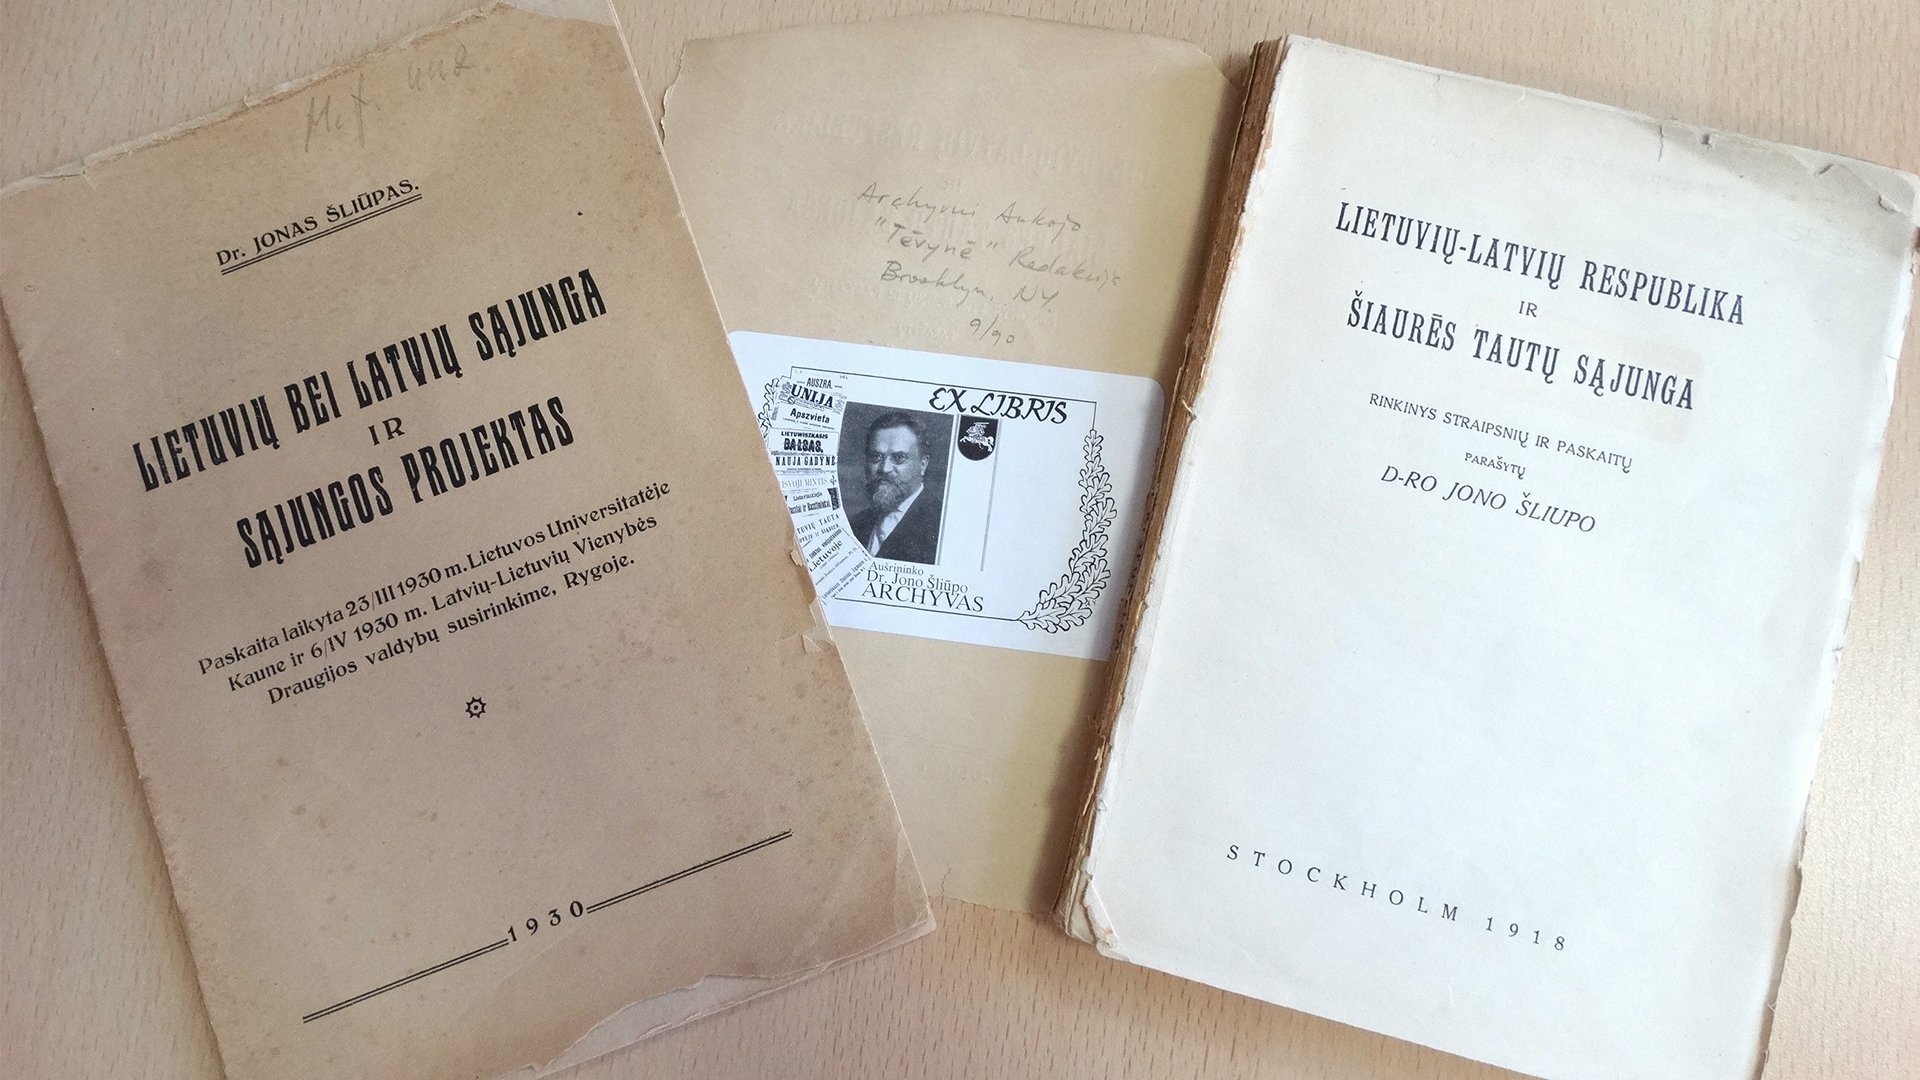 Dr. JONAS ŠLIŪPAS.
LIETUVIŲ BEI LATVIŲ SĄJUNGA
IR
SĄJUNGOS PROJEKTAS
Paskaita laikyta 23/III 1930 m. Lietuvos Universitatėje
Kaune ir 6/IV 1930 m. Latvių-Lietuvių Vienybės
Draugijos valdybų susirinkime, Rygoje.
1930
Archyvui Aukojo
"Tėvynė" Redakcija
Brooklyn, NY.
9/90
AUSZRA.
UNIJA
Apszvieta
LIETUWISZKASIS
BALSAS.
NAUJA GADYNĖ
Lietuvoje
EX LIBRIS
Aušrininko
Dr. Jono Šliūpo
ARCHYVAS
LIETUVIŲ-LATVIŲ RESPUBLIKA
IR
ŠIAURĖS TAUTŲ SĄJUNGA
RINKINYS STRAIPSNIŲ IR PASKAITŲ
PARAŠYTŲ
D-RO JONO ŠLIUPO
STOCKHOLM 1918